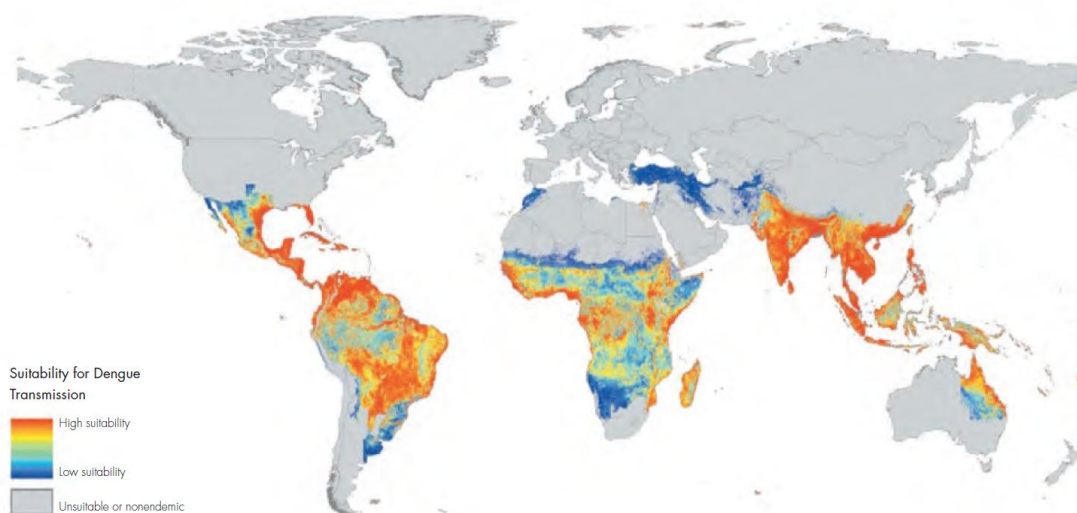 Suitability for Dengue
Transmission
High suitability
Low suitability
Unsuitable or nonendemic